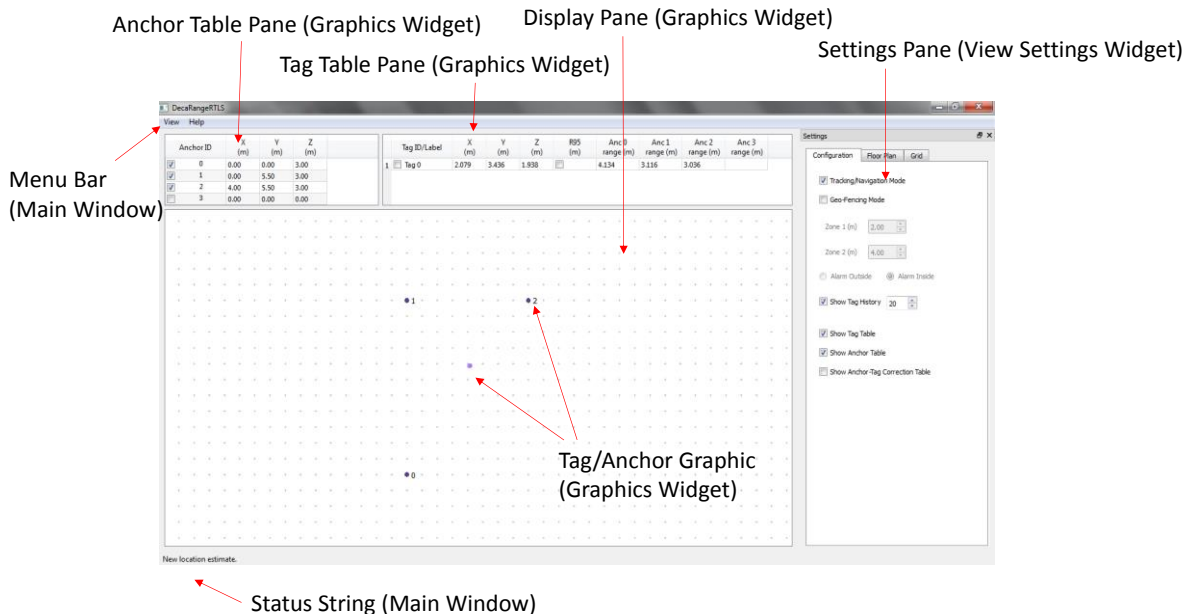 Anchor Table Pane (Graphics Widget)
Display Pane (Graphics Widget)
Tag Table Pane (Graphics Widget)
Settings Pane (View Settings Widget)
DecaRangeRTLS
View Help
Menu Bar
(Main Window)
Anchor ID X (m) Y (m) Z (m)
0 0.00 0.00 3.00
1 0.00 5.50 3.00
2 4.00 5.50 3.00
3 0.00 0.00 0.00
Tag ID/Label X (m) Y (m) Z (m) R95 (m) Anc 0 range (m) Anc 1 range (m) Anc 2 range (m) Anc 3 range (m)
1 Tag 0 2.079 3.436 1.938 4.134 3.116 3.036
Settings
Configuration Floor Plan Grid
Tracking/Navigation Mode
Geo-Fencing Mode
Zone 1 (m) 2.00
Zone 2 (m) 4.00
Alarm Outside Alarm Inside
Show Tag History 20
Show Tag Table
Show Anchor Table
Show Anchor-Tag Correction Table
1 2
0
Tag/Anchor Graphic
(Graphics Widget)
New location estimate.
Status String (Main Window)